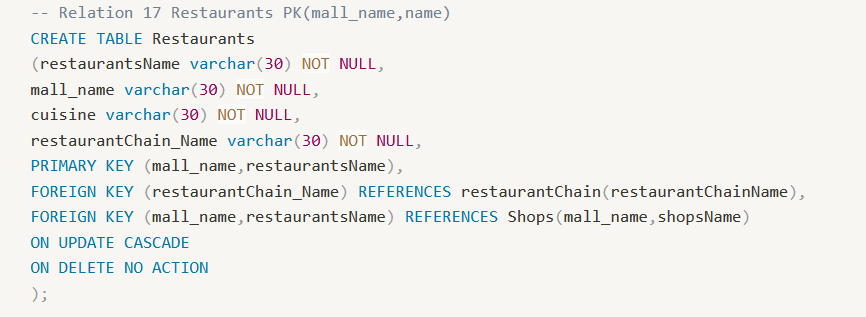 -- Relation 17 Restaurants PK(mall_name,name)
CREATE TABLE Restaurants
(restaurantsName varchar(30) NOT NULL,
mall_name varchar(30) NOT NULL,
cuisine varchar(30) NOT NULL,
restaurantChain_Name varchar(30) NOT NULL,
PRIMARY KEY (mall_name,restaurantsName),
FOREIGN KEY (restaurantChain_Name) REFERENCES restaurantChain(restaurantChainName),
FOREIGN KEY (mall_name,restaurantsName) REFERENCES Shops(mall_name,shopsName)
ON UPDATE CASCADE
ON DELETE NO ACTION
);